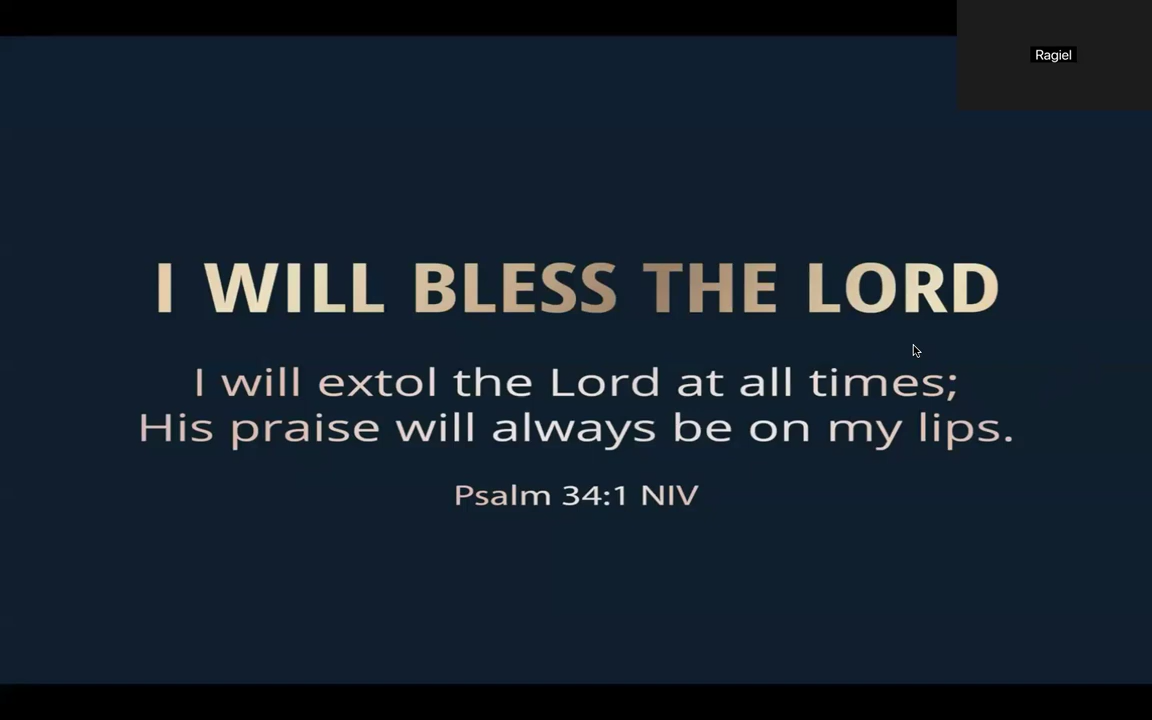 Ragiel
I WILL BLESS THE LORD
I will extol the Lord at all times;
His praise will always be on my lips.
Psalm 34:1 NIV